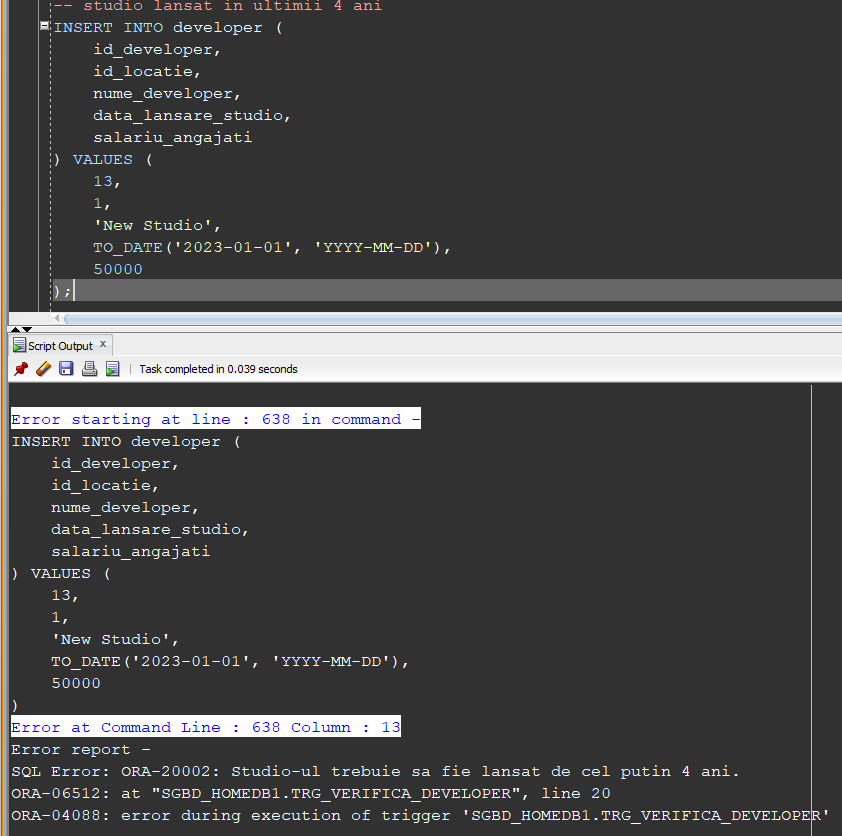 -- studio lansat in ultimii 4 ani
INSERT INTO developer (
id_developer,
id_locatie,
nume_developer,
data_lansare_studio,
salariu_angajati
) VALUES (
13,
1,
'New Studio',
TO_DATE('2023-01-01', 'YYYY-MM-DD'),
50000
);
Script Output x
Task completed in 0.039 seconds
Error starting at line : 638 in command -
INSERT INTO developer (
id_developer,
id_locatie,
nume_developer,
data_lansare_studio,
salariu_angajati
) VALUES (
13,
1,
'New Studio',
TO_DATE('2023-01-01', 'YYYY-MM-DD'),
50000
)
Error at Command Line : 638 Column : 13
Error report -
SQL Error: ORA-20002: Studio-ul trebuie sa fie lansat de cel putin 4 ani.
ORA-06512: at "SGBD_HOMEDB1.TRG_VERIFICA_DEVELOPER", line 20
ORA-04088: error during execution of trigger 'SGBD_HOMEDB1.TRG_VERIFICA_DEVELOPER'